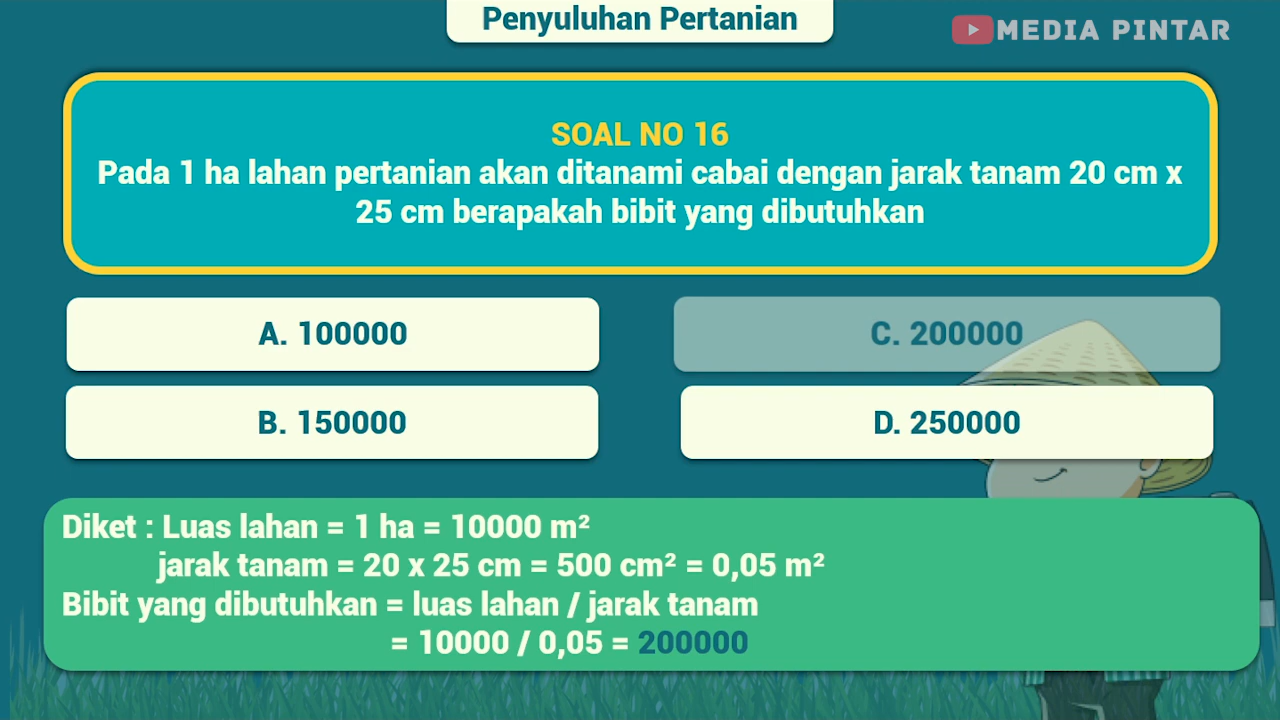 Penyuluhan Pertanian
MEDIA PINTAR
SOAL NO 16
Pada 1 ha lahan pertanian akan ditanami cabai dengan jarak tanam 20 cm x
25 cm berapakah bibit yang dibutuhkan
A. 100000
C. 200000
B. 150000
D. 250000
Diket : Luas lahan = 1 ha = 10000 m²
jarak tanam = 20 x 25 cm = 500 cm² = 0,05 m²
Bibit yang dibutuhkan = luas lahan / jarak tanam
= 10000 / 0,05 = 200000